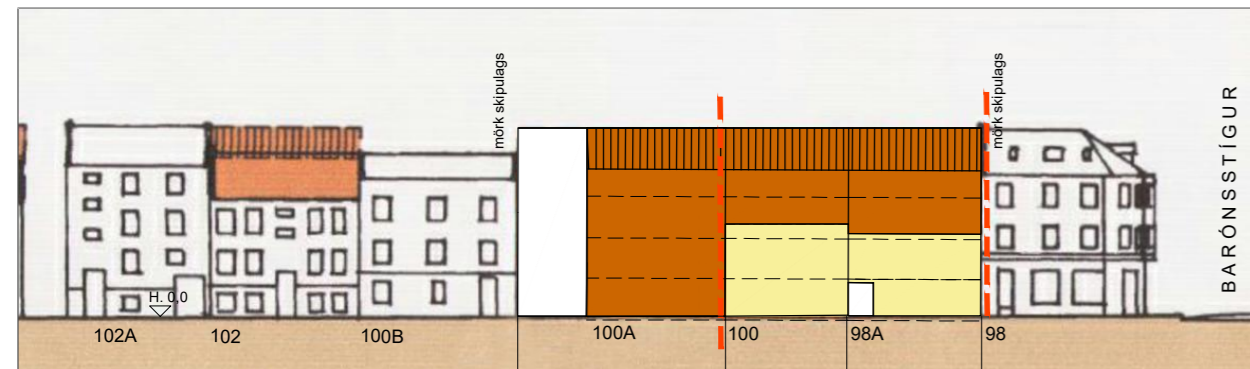 mörk skipulags
mörk skipulags
BARÓNSSTÍGUR
H. 0,0
102A
102
100B
100A
100
98A
98